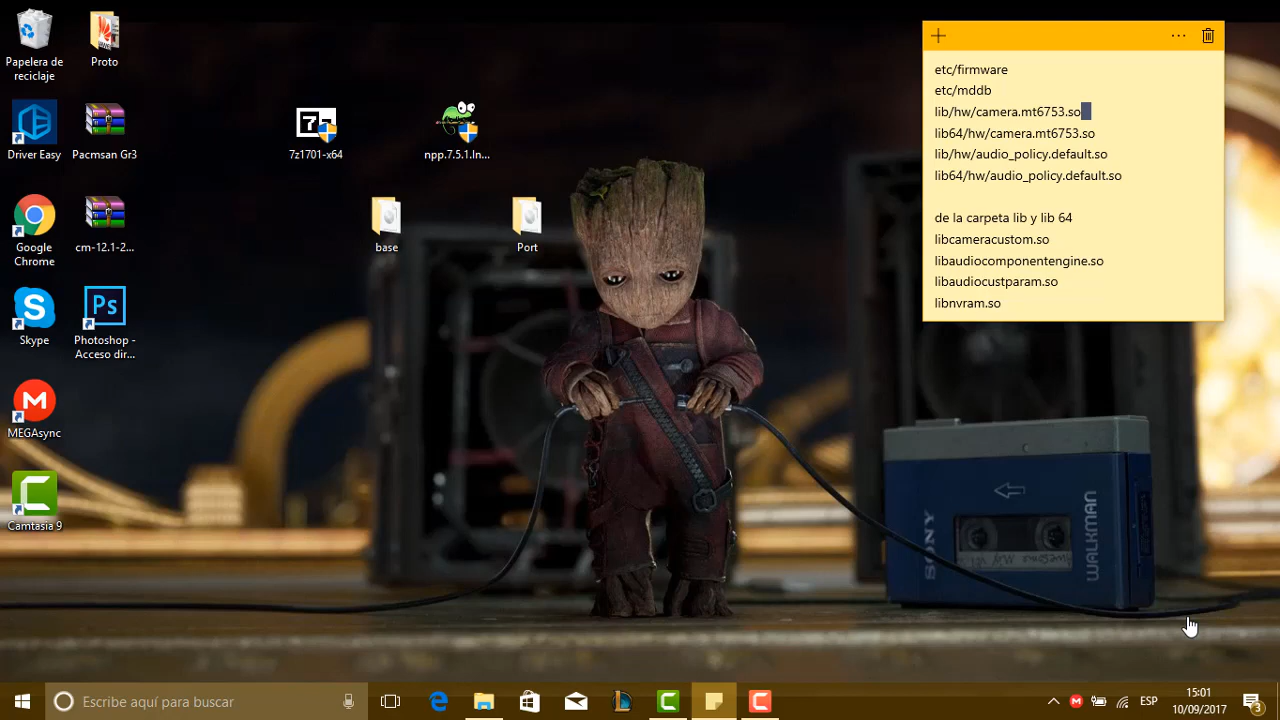 Papelera de
reciclaje
Proto
Driver Easy
Pacmsan Gr3
7z1701-x64
npp.7.5.1.In...
Google
Chrome
cm-12.1-2...
base
Port
Skype
Photoshop -
Acceso dir...
MEGAsync
Camtasia 9
etc/firmware
etc/mddb
lib/hw/camera.mt6753.so
lib64/hw/camera.mt6753.so
lib/hw/audio_policy.default.so
lib64/hw/audio_policy.default.so
de la carpeta lib y lib 64
libcameracustom.so
libaudiocomponentengine.so
libaudiocustparam.so
libnvram.so
SONY
WALKMAN
Escribe aquí para buscar
ESP
15:01
10/09/2017
3